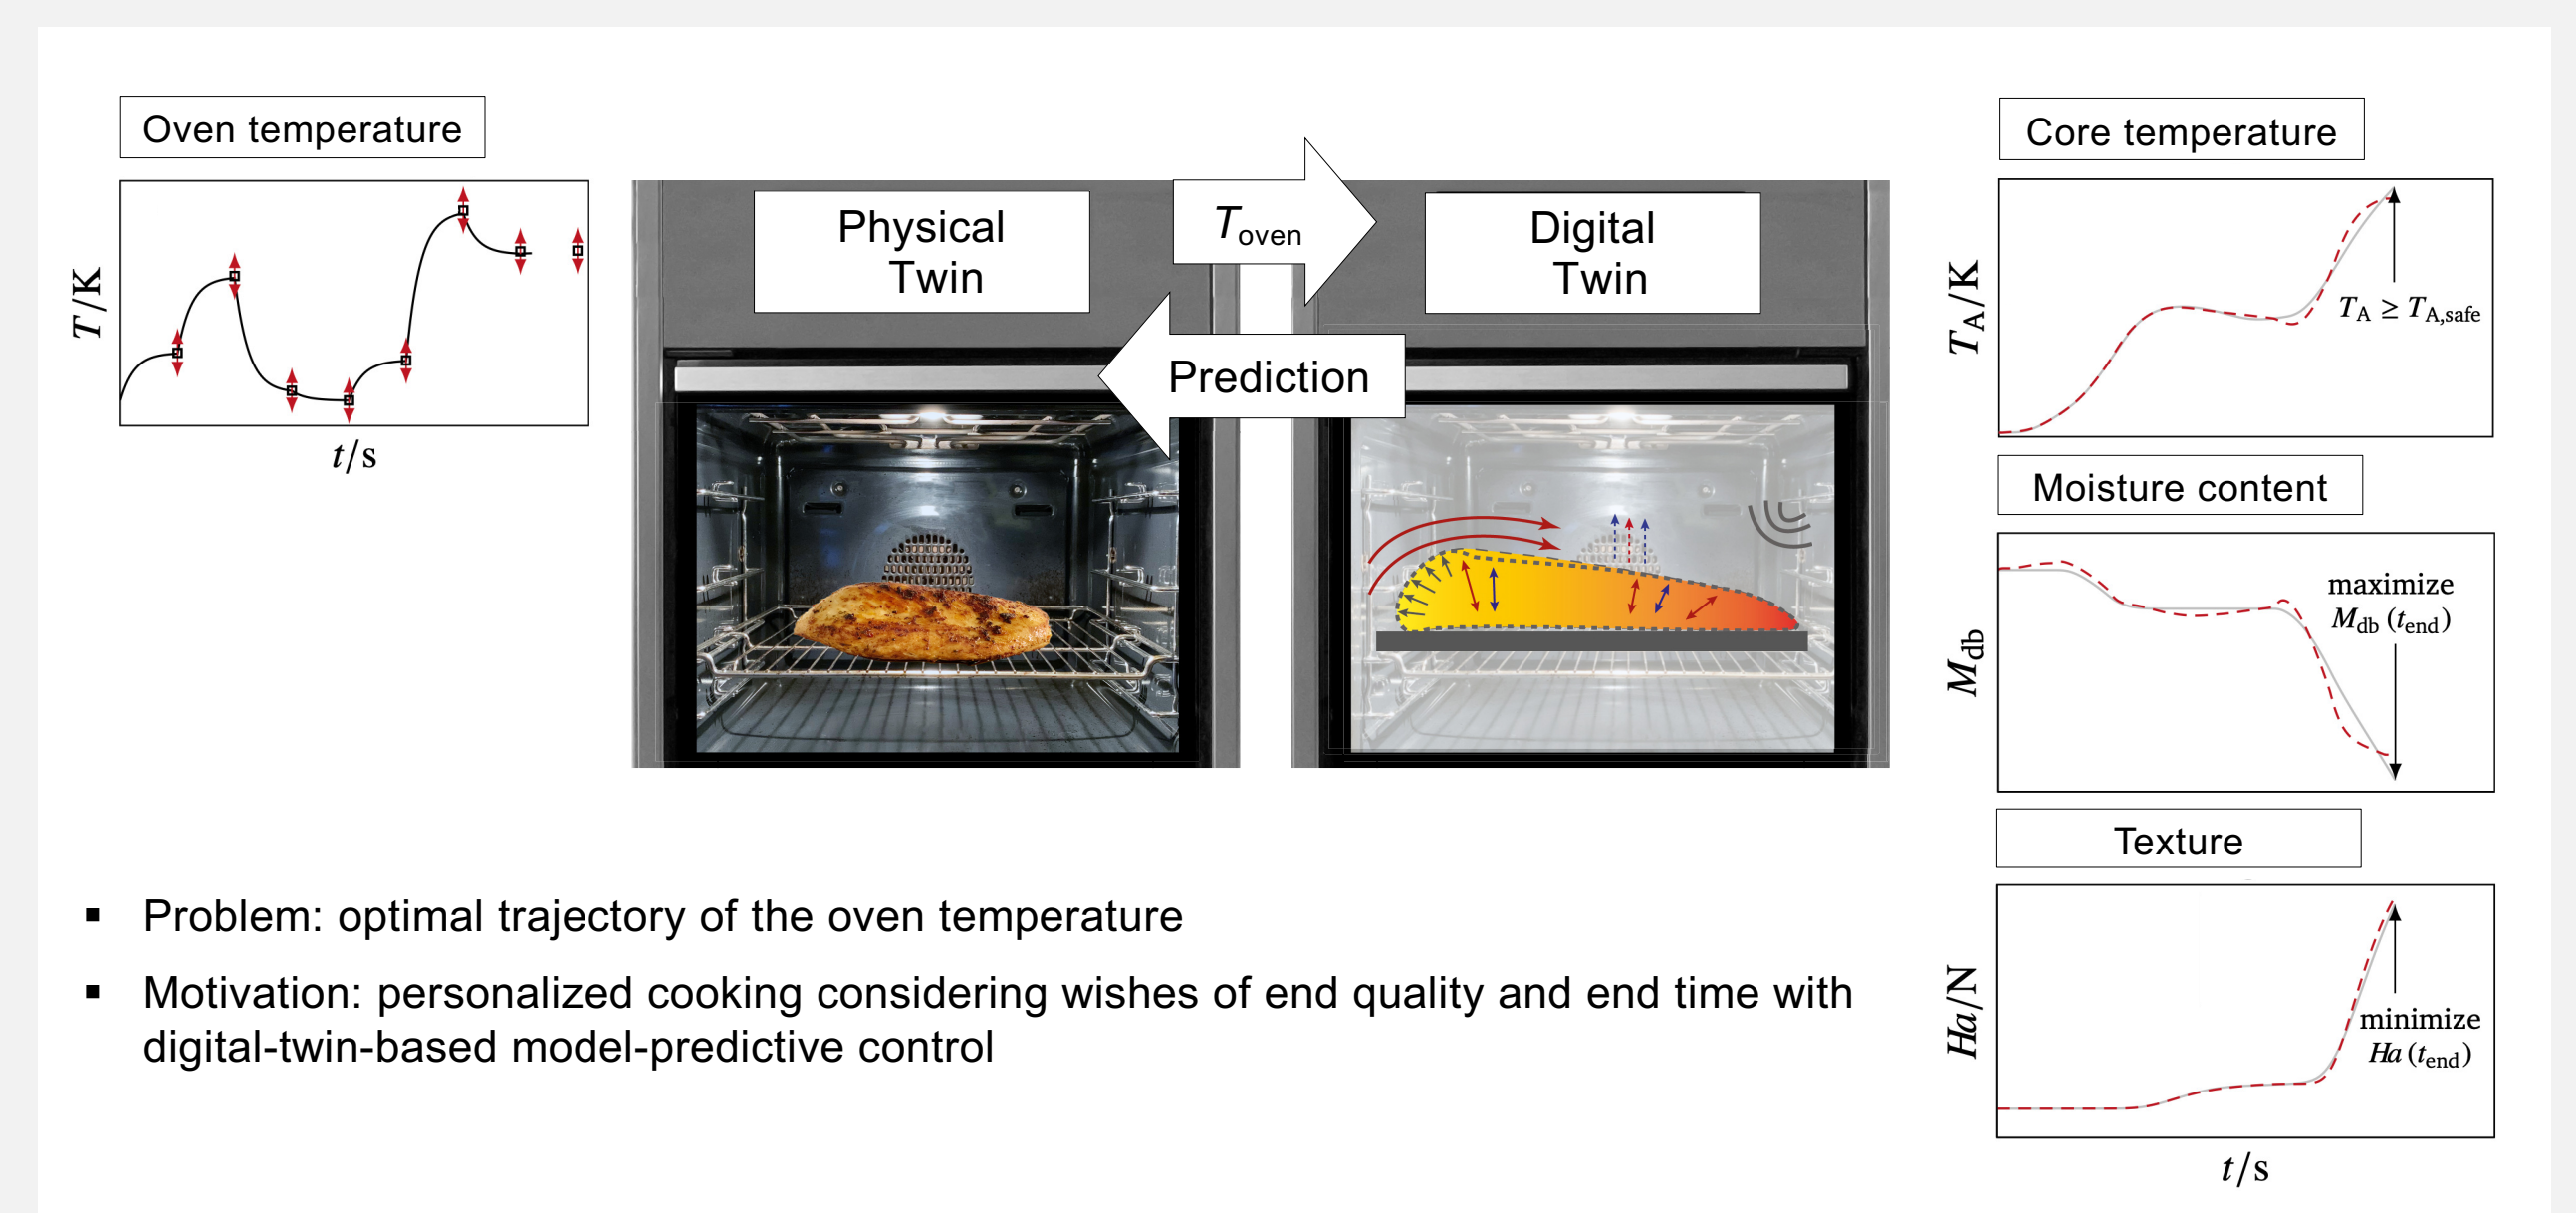 Oven temperature
T/K
t/s
Physical
Twin
T_oven
Digital
Twin
Prediction
Core temperature
T_A/K
T_A ≥ T_A,safe
Moisture content
M_db
maximize
M_db (t_end)
Texture
Ha/N
minimize
Ha (t_end)
t/s
▪ Problem: optimal trajectory of the oven temperature
▪ Motivation: personalized cooking considering wishes of end quality and end time with
digital-twin-based model-predictive control